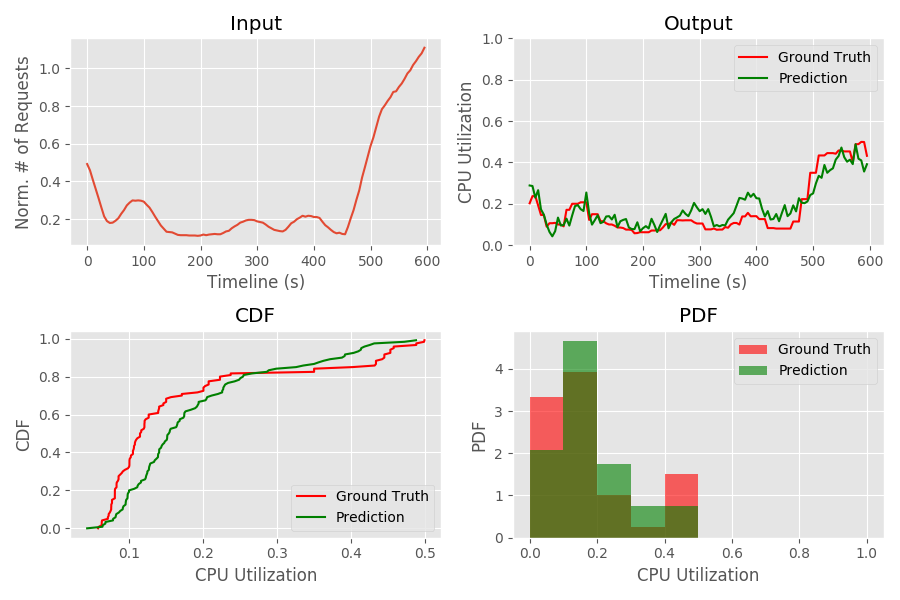 Input
Norm. # of Requests
1.0
0.8
0.6
0.4
0.2
0 100 200 300 400 500 600
Timeline (s)
Output
CPU Utilization
1.0
0.8
0.6
0.4
0.2
0.0
Ground Truth
Prediction
0 100 200 300 400 500 600
Timeline (s)
CDF
CDF
1.0
0.8
0.6
0.4
0.2
0.0
Ground Truth
Prediction
0.1 0.2 0.3 0.4 0.5
CPU Utilization
PDF
PDF
4
3
2
1
0
Ground Truth
Prediction
0.0 0.2 0.4 0.6 0.8 1.0
CPU Utilization